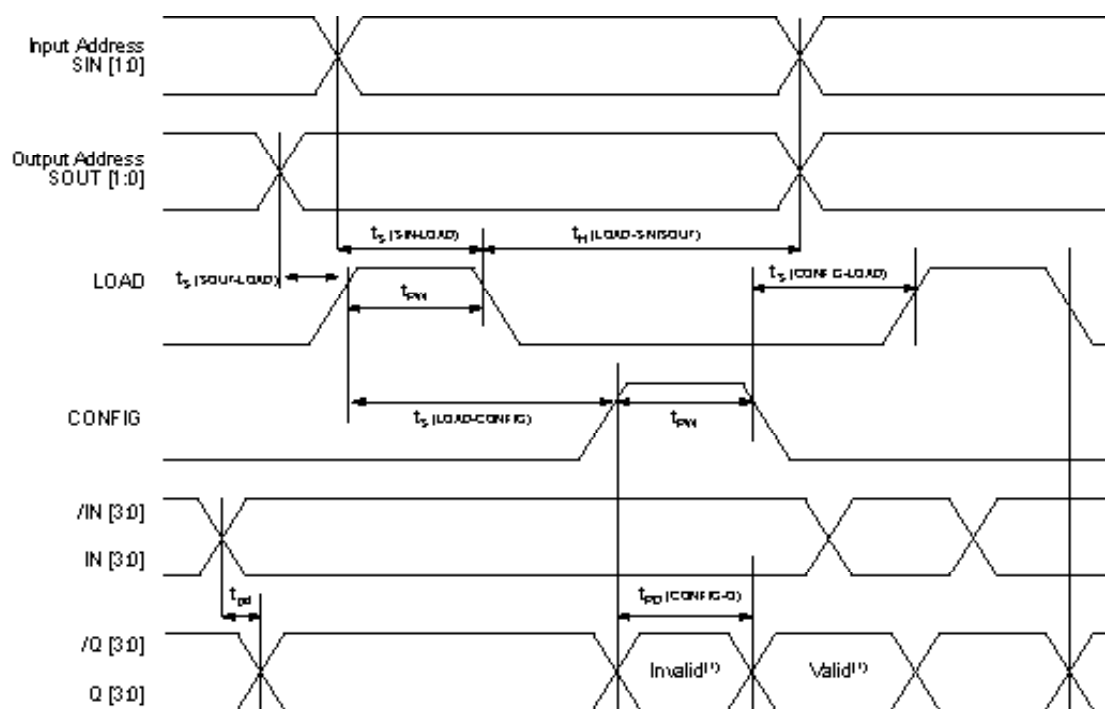 Input Address
SIN [1:0]
Output Address
SOUT [1:0]
tS (SIN-LOAD)
tH (LOAD-SIN/SOUT)
LOAD
tS (SOUT-LOAD)
tS (CONFIG-LOAD)
tPW
CONFIG
tS (LOAD-CONFIG)
tPW
/IN [3:0]
IN [3:0]
tpd
tPD (CONFIG-Q)
/Q [3:0]
Invalid(1)
Valid(1)
Q [3:0]